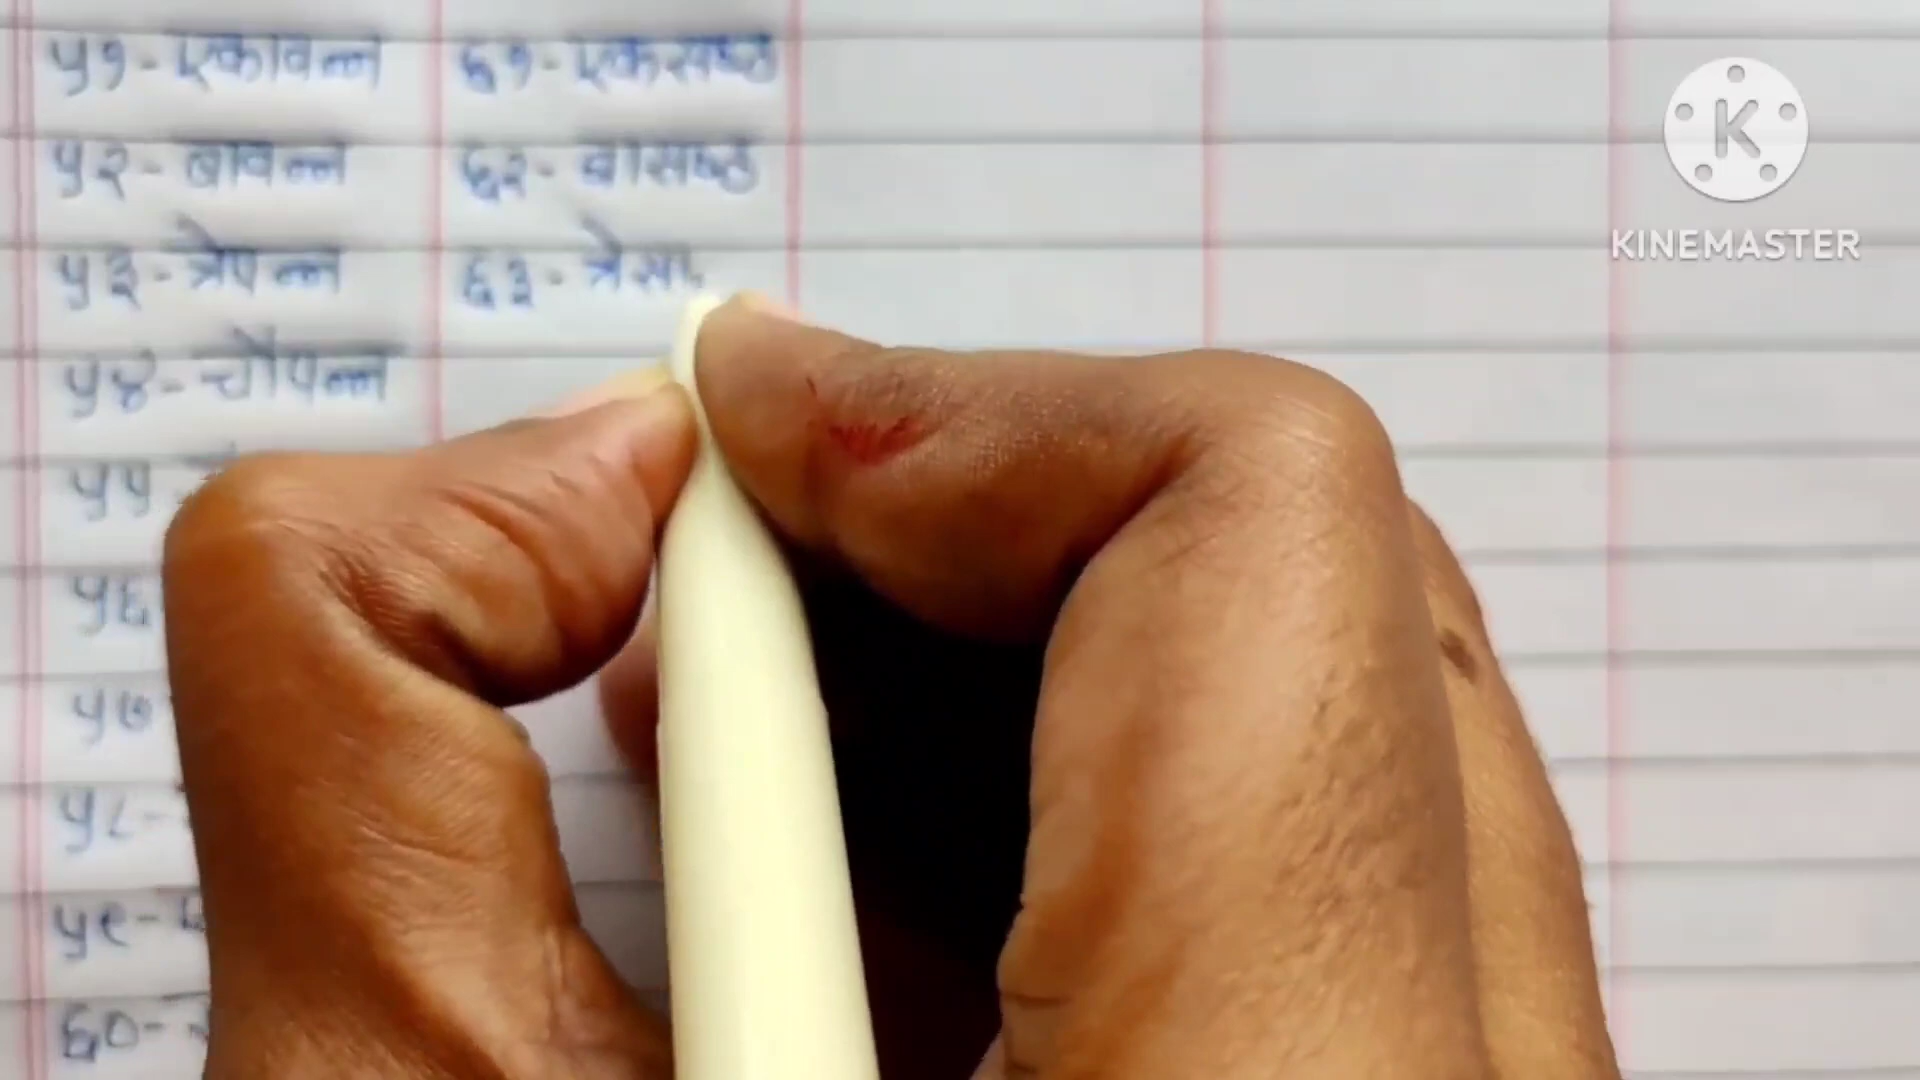 ५१-एकावन्न
५२-बावन्न
५३-त्रेपन्न
५४-चौपन्न
५५
५६
५७
५८-
५९-
६०-
६१-एकसष्ठ
६२-बासष्ठ
६३-त्रेस
KINEMASTER